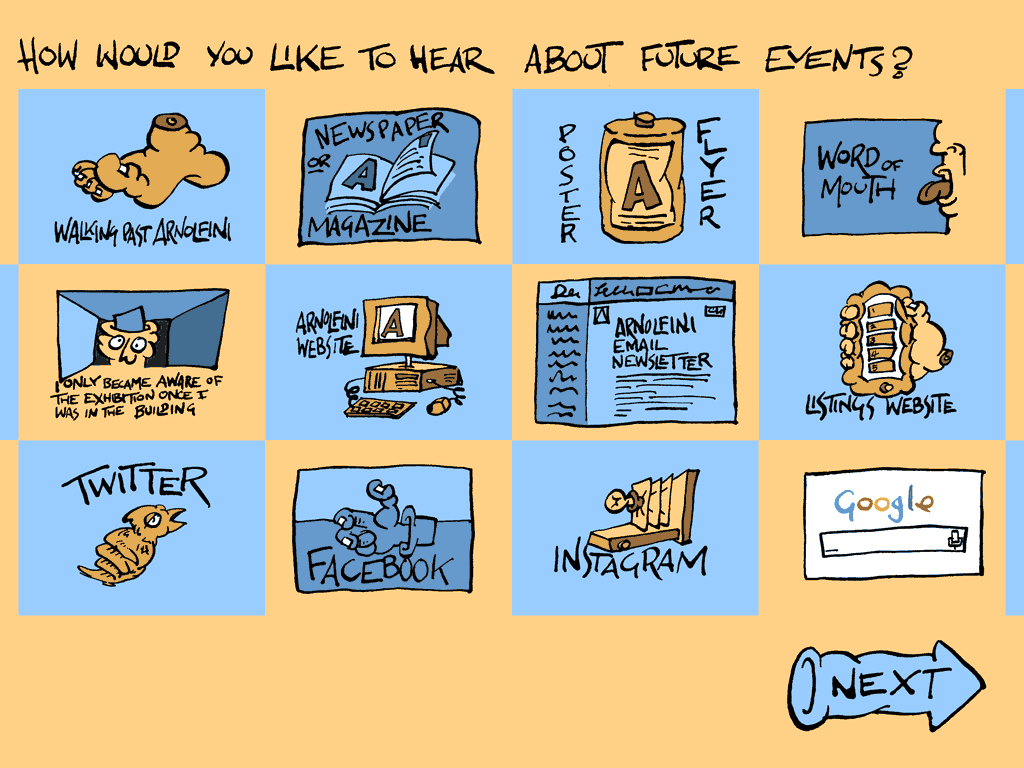 HOW WOULD YOU LIKE TO HEAR ABOUT FUTURE EVENTS?
WALKING PAST ARNOLFINI
NEWSPAPER
OR
A
MAGAZINE
POSTER
A
FLYER
WORD OF
MOUTH
I ONLY BECAME AWARE OF
THE EXHIBITION ONCE I
WAS IN THE BUILDING
ARNOLFINI
WEBSITE
A
A
ARNOLFINI
EMAIL
NEWSLETTER
LISTINGS WEBSITE
TWITTER
FACEBOOK
INSTAGRAM
Google
NEXT